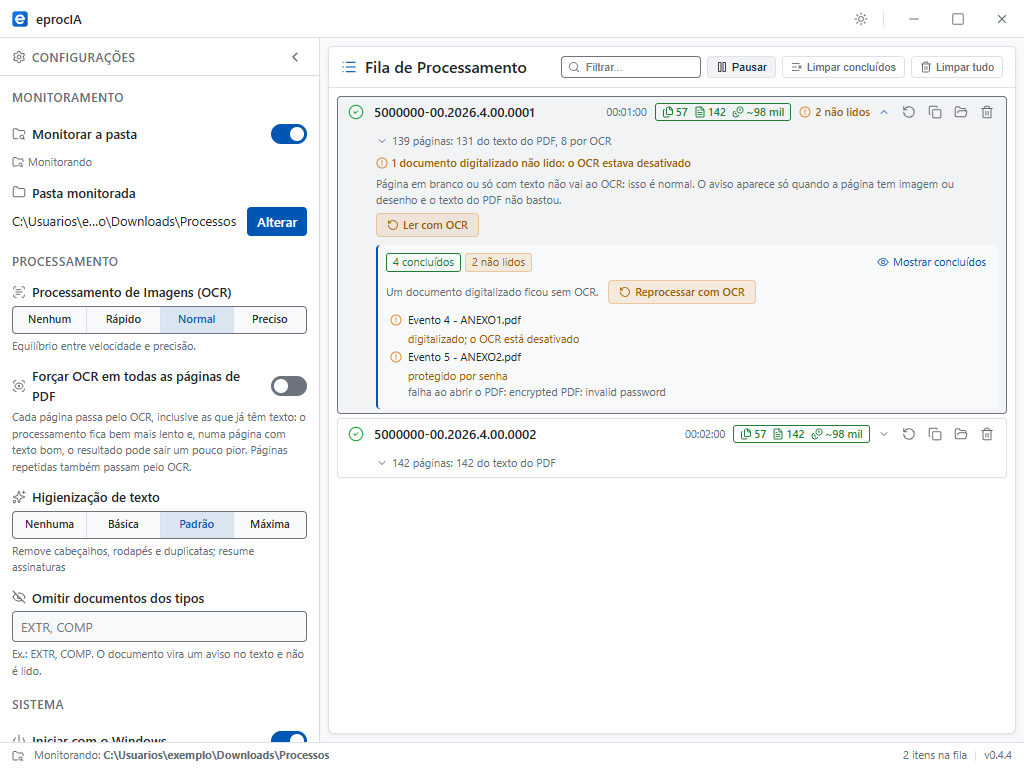 eprocIA
CONFIGURAÇÕES
MONITORAMENTO
Monitorar a pasta
Monitorando
Pasta monitorada
C:\Usuarios\e...o\Downloads\Processos
Alterar
PROCESSAMENTO
Processamento de Imagens (OCR)
Nenhum Rápido Normal Preciso
Equilíbrio entre velocidade e precisão.
Forçar OCR em todas as páginas de
PDF
Cada página passa pelo OCR, inclusive as que já têm texto: o
processamento fica bem mais lento e, numa página com
texto bom, o resultado pode sair um pouco pior. Páginas
repetidas também passam pelo OCR.
Higienização de texto
Nenhuma Básica Padrão Máxima
Remove cabeçalhos, rodapés e duplicatas; resume
assinaturas
Omitir documentos dos tipos
EXTR, COMP
Ex.: EXTR, COMP. O documento vira um aviso no texto e não
é lido.
SISTEMA
Iniciar com o Windows
Fila de Processamento
Filtrar...
Pausar
Limpar concluídos
Limpar tudo
5000000-00.2026.4.00.0001 00:01:00 57 142 ~98 mil 2 não lidos
139 páginas: 131 do texto do PDF, 8 por OCR
1 documento digitalizado não lido: o OCR estava desativado
Página em branco ou só com texto não vai ao OCR: isso é normal. O aviso aparece só quando a página tem imagem ou
desenho e o texto do PDF não bastou.
Ler com OCR
4 concluídos 2 não lidos Mostrar concluídos
Um documento digitalizado ficou sem OCR. Reprocessar com OCR
Evento 4 - ANEXO1.pdf
digitalizado; o OCR está desativado
Evento 5 - ANEXO2.pdf
protegido por senha
falha ao abrir o PDF: encrypted PDF: invalid password
5000000-00.2026.4.00.0002 00:02:00 57 142 ~98 mil
142 páginas: 142 do texto do PDF
Monitorando: C:\Usuarios\exemplo\Downloads\Processos
2 itens na fila v0.4.4